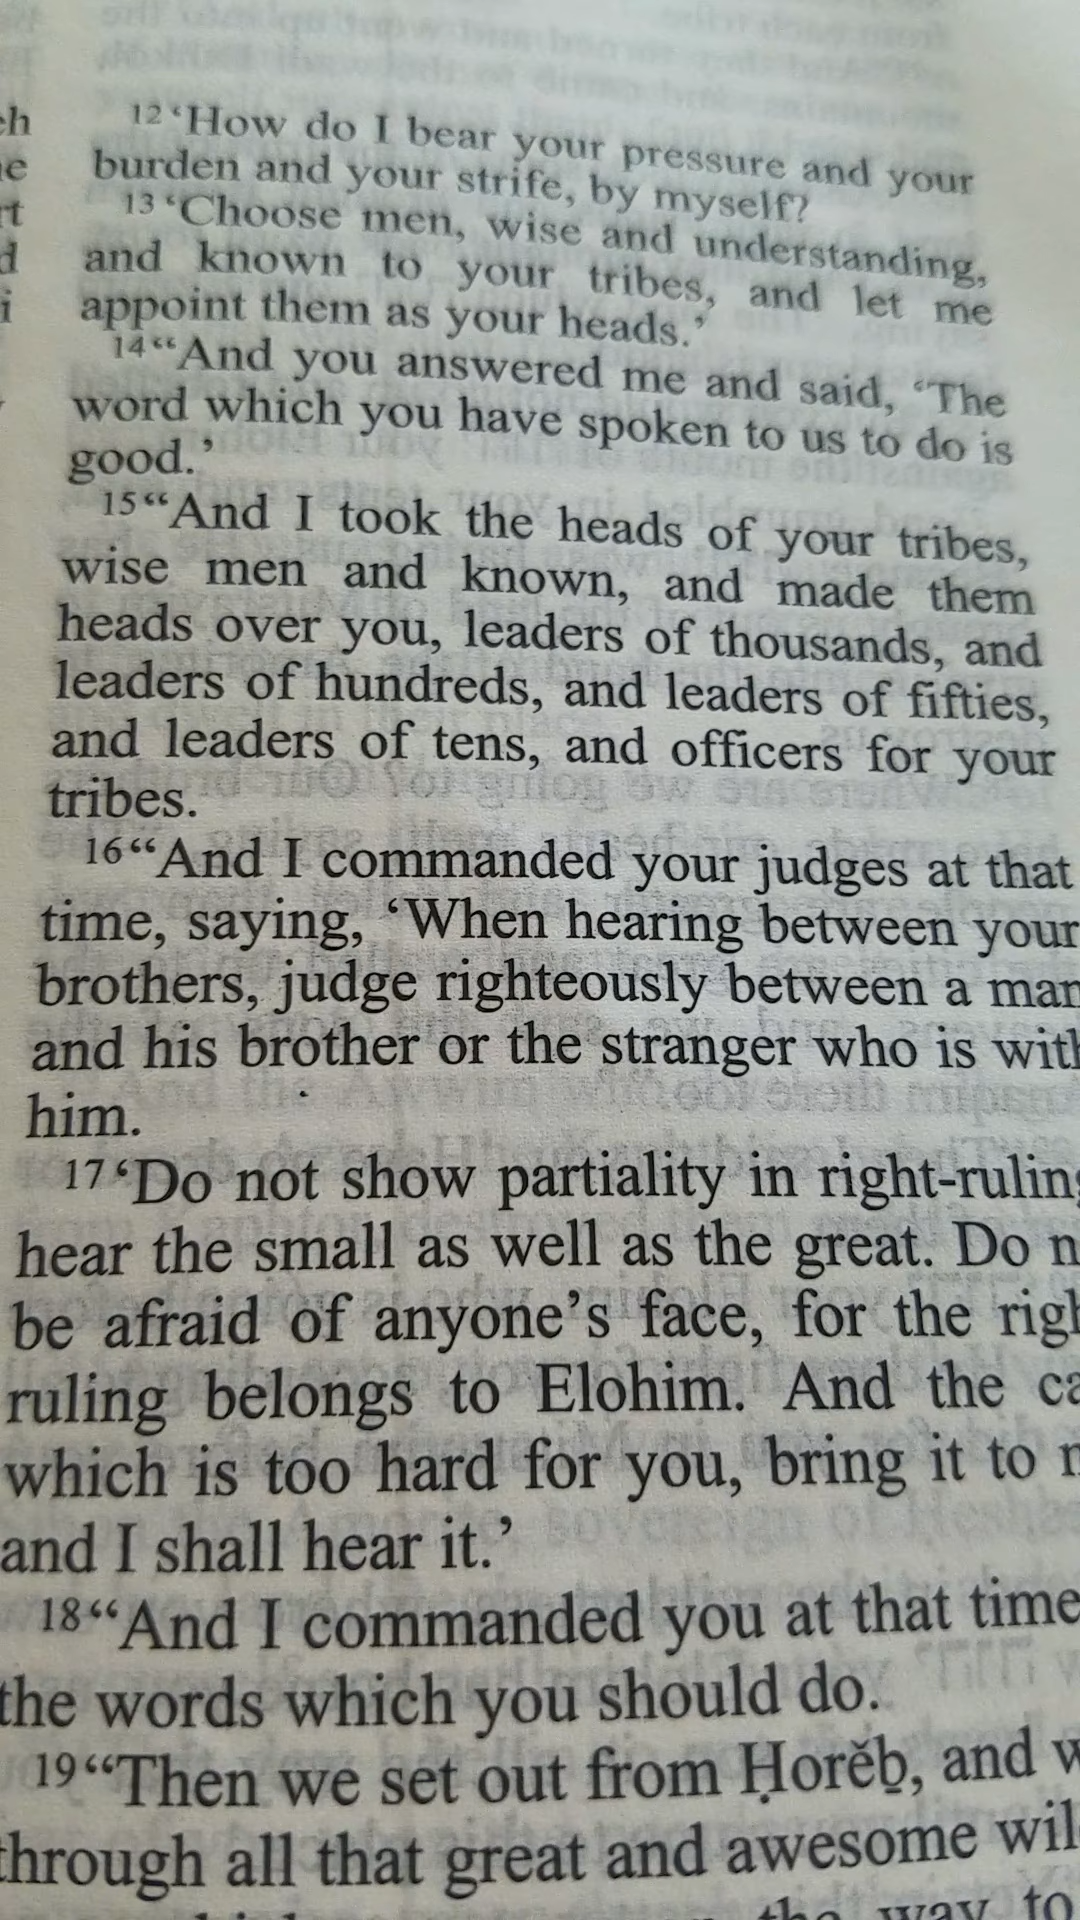 12 ‘How do I bear your pressure and your
burden and your strife, by myself?
13 ‘Choose men, wise and understanding,
and known to your tribes, and let me
appoint them as your heads.’
14 “And you answered me and said, ‘The
word which you have spoken to us to do is
good.’
15 “And I took the heads of your tribes,
wise men and known, and made them
heads over you, leaders of thousands, and
leaders of hundreds, and leaders of fifties,
and leaders of tens, and officers for your
tribes.
16 “And I commanded your judges at that
time, saying, ‘When hearing between your
brothers, judge righteously between a man
and his brother or the stranger who is with
him.
17 ‘Do not show partiality in right-ruling
hear the small as well as the great. Do
be afraid of anyone’s face, for the
ruling belongs to Elohim. And the
which is too hard for you, bring it to
and I shall hear it.’
18 “And I commanded you at that time
the words which you should do.
19 “Then we set out from Ḥorěḇ, and
through all that great and awesome
the way to